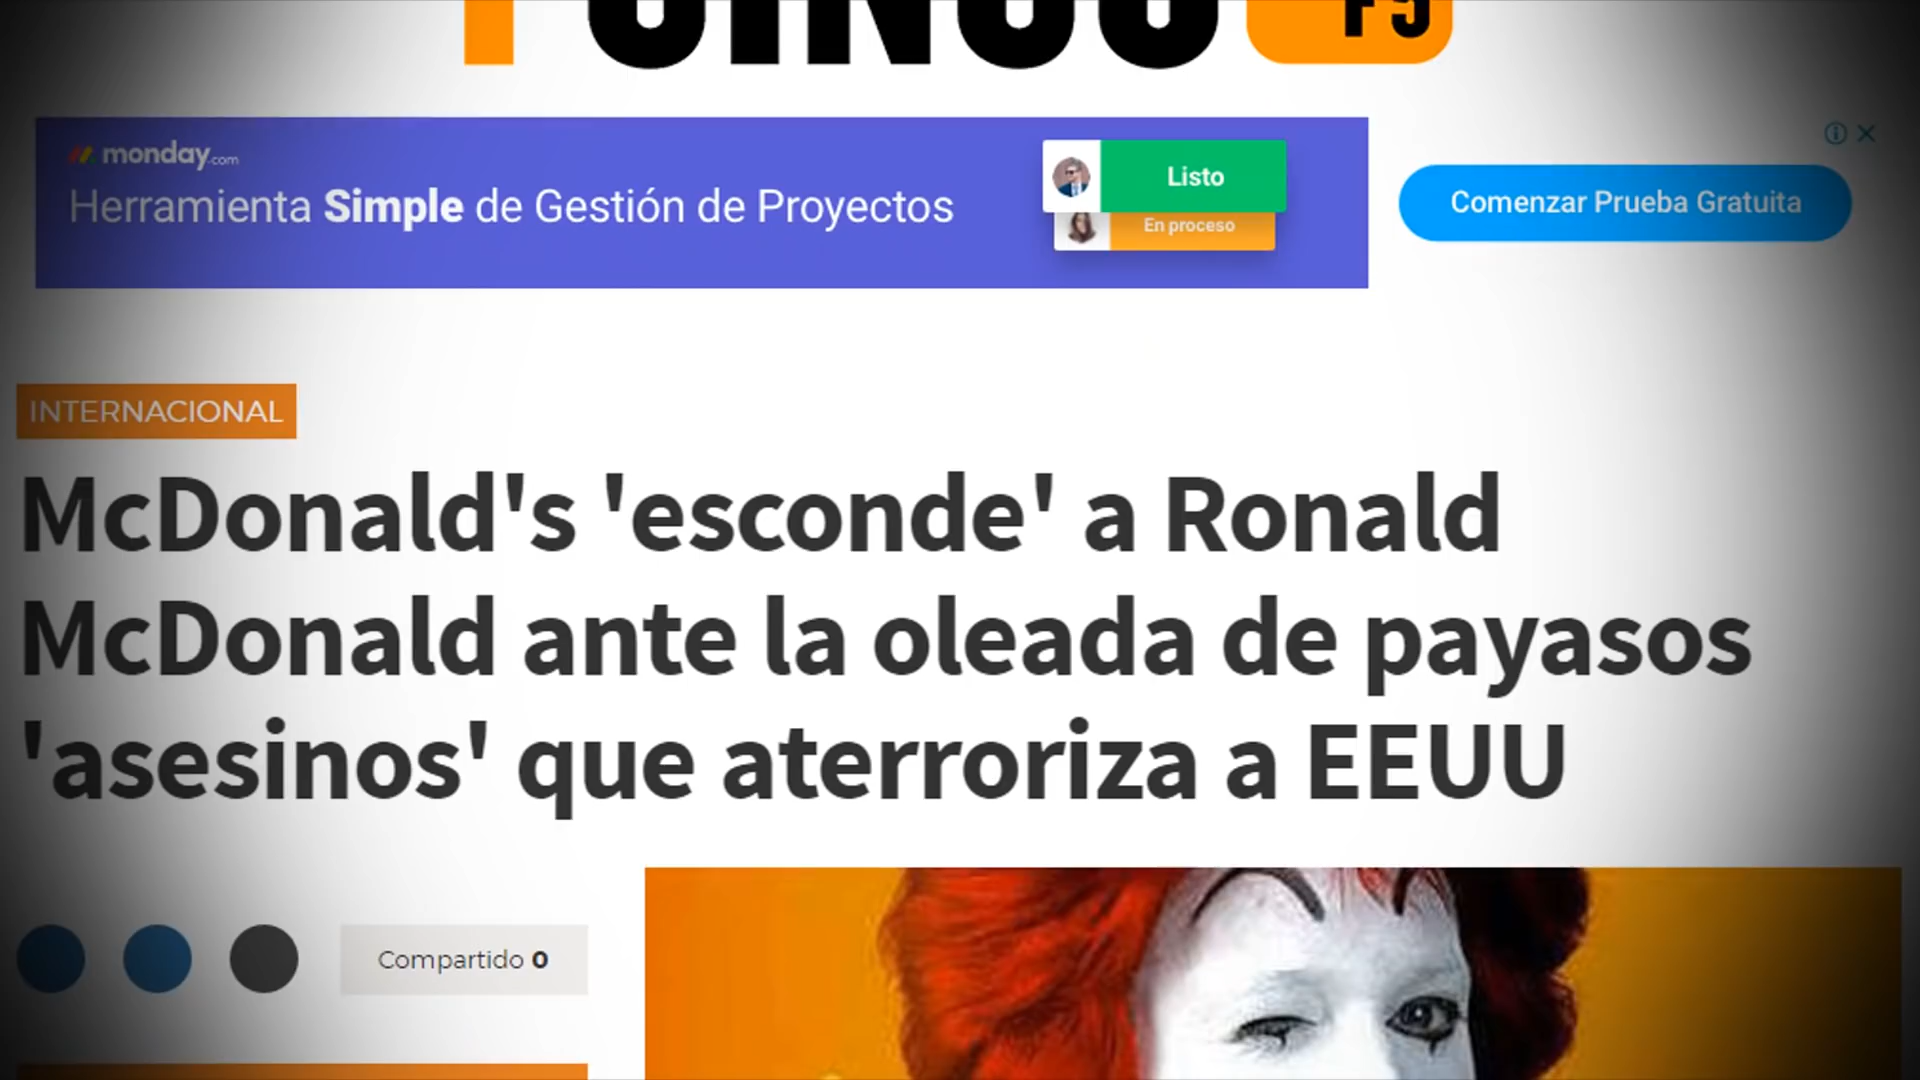 monday.com
Herramienta Simple de Gestión de Proyectos
Listo
En proceso
Comenzar Prueba Gratuita
INTERNACIONAL
McDonald's 'esconde' a Ronald
McDonald ante la oleada de payasos
'asesinos' que aterroriza a EEUU
Compartido 0